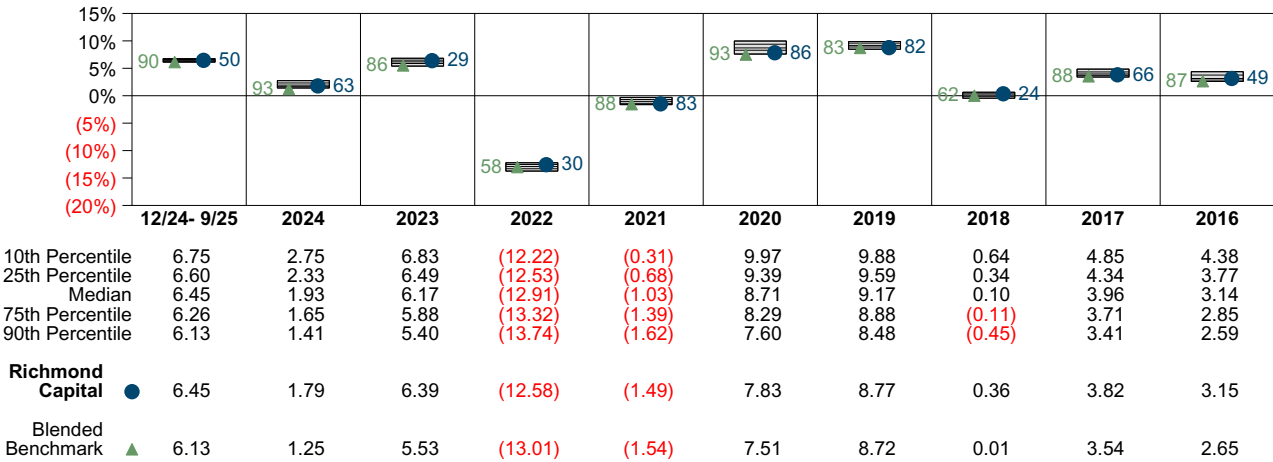 15%
10%
5%
0%
(5%)
(10%)
(15%)
(20%)
90 50 93 63 86 29 58 30 88 83 93 86 83 82 62 24 88 66 87 49
12/24- 9/25 2024 2023 2022 2021 2020 2019 2018 2017 2016
10th Percentile 6.75 2.75 6.83 (12.22) (0.31) 9.97 9.88 0.64 4.85 4.38
25th Percentile 6.60 2.33 6.49 (12.53) (0.68) 9.39 9.59 0.34 4.34 3.77
Median 6.45 1.93 6.17 (12.91) (1.03) 8.71 9.17 0.10 3.96 3.14
75th Percentile 6.26 1.65 5.88 (13.32) (1.39) 8.29 8.88 (0.11) 3.71 2.85
90th Percentile 6.13 1.41 5.40 (13.74) (1.62) 7.60 8.48 (0.45) 3.41 2.59
Richmond
Capital 6.45 1.79 6.39 (12.58) (1.49) 7.83 8.77 0.36 3.82 3.15
Blended
Benchmark 6.13 1.25 5.53 (13.01) (1.54) 7.51 8.72 0.01 3.54 2.65